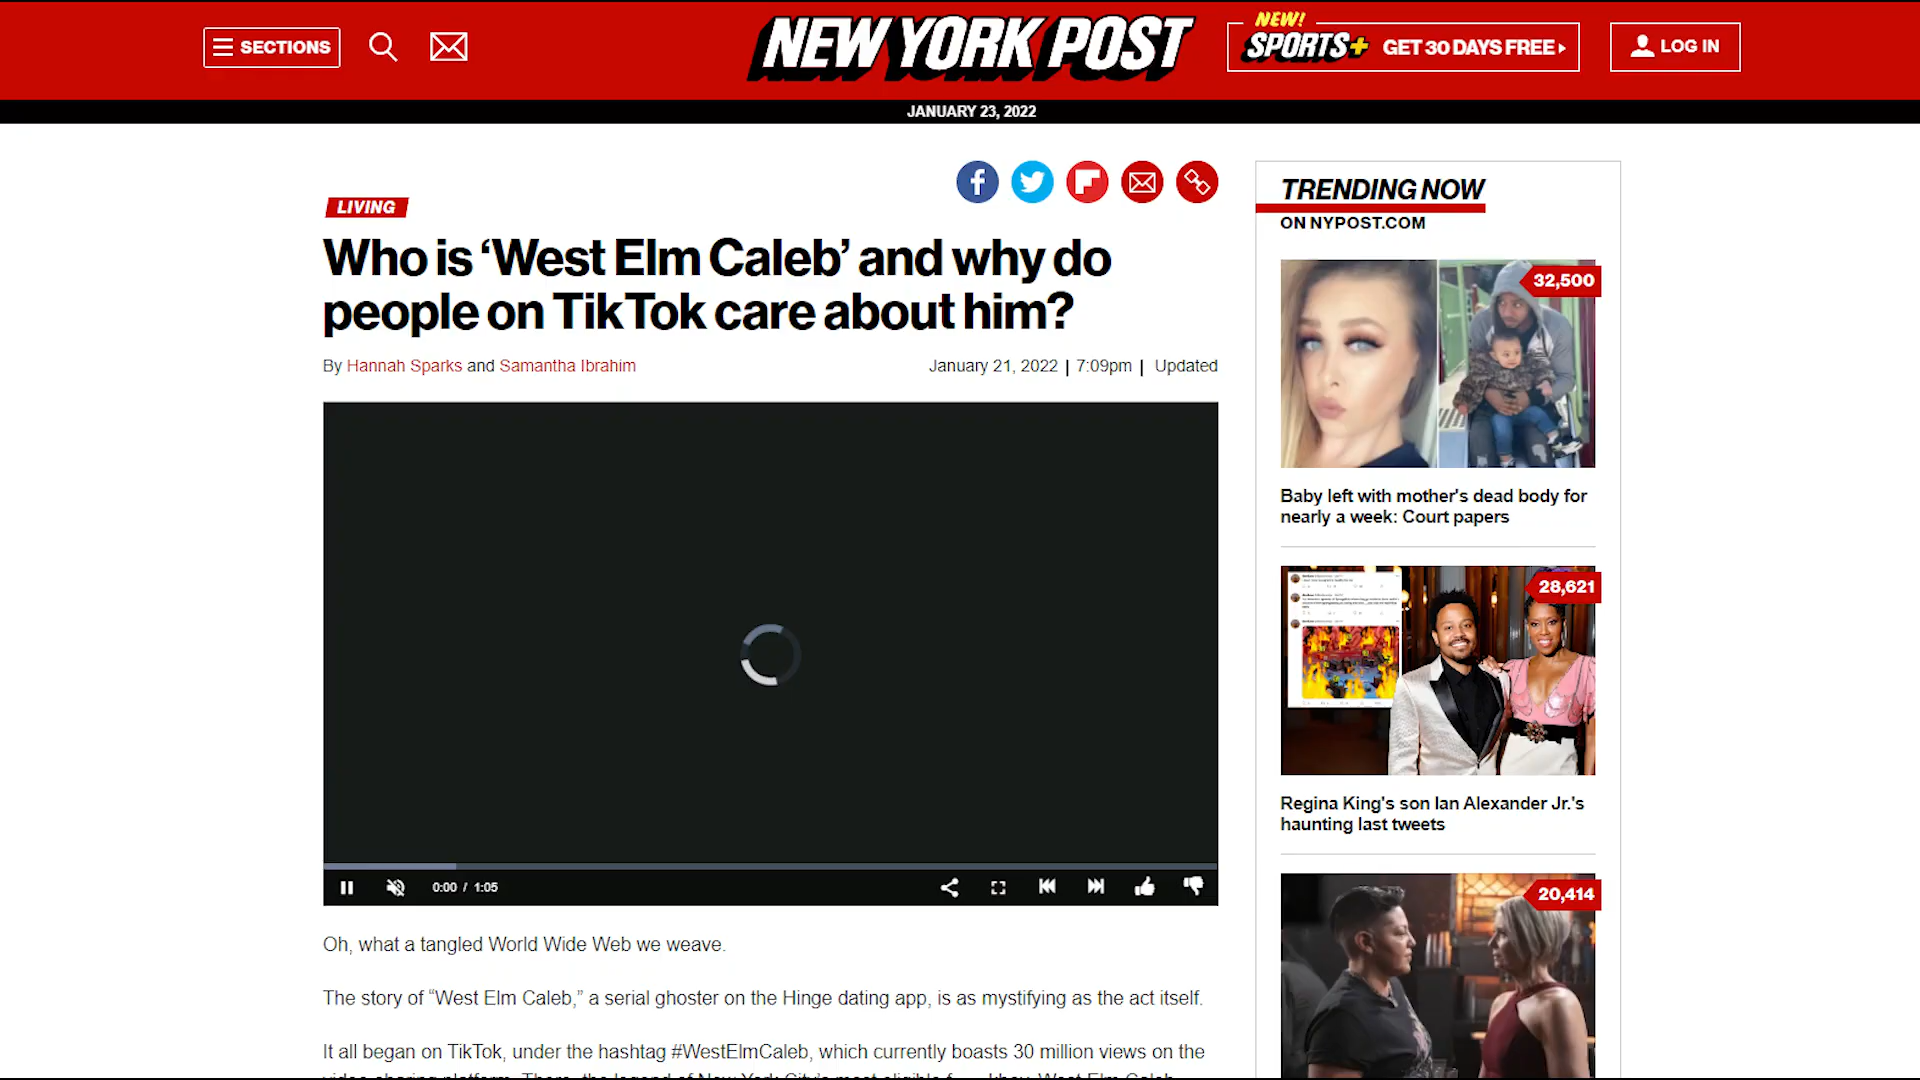 SECTIONS
NEW YORK POST
NEW!
SPORTS+ GET 30 DAYS FREE
LOG IN
JANUARY 23, 2022
LIVING
Who is ‘West Elm Caleb’ and why do
people on TikTok care about him?
By Hannah Sparks and Samantha Ibrahim
January 21, 2022 | 7:09pm | Updated
0:00 / 1:05
Oh, what a tangled World Wide Web we weave.
The story of “West Elm Caleb,” a serial ghoster on the Hinge dating app, is as mystifying as the act itself.
It all began on TikTok, under the hashtag #WestElmCaleb, which currently boasts 30 million views on the
TRENDING NOW
ON NYPOST.COM
32,500
Baby left with mother's dead body for
nearly a week: Court papers
28,621
Regina King's son Ian Alexander Jr.'s
haunting last tweets
20,414